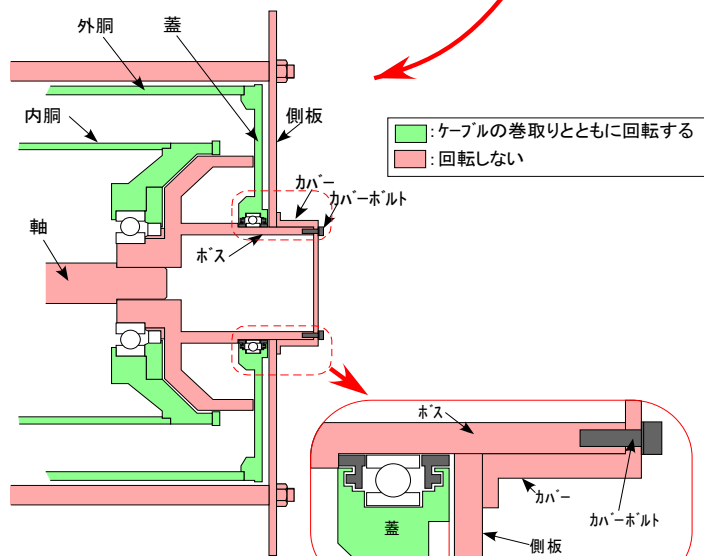 外胴
蓋
内胴
側板
：ケーブルの巻取りとともに回転する
：回転しない
カバー
カバーボルト
軸
ボス
ボス
カバー
カバーボルト
蓋
側板